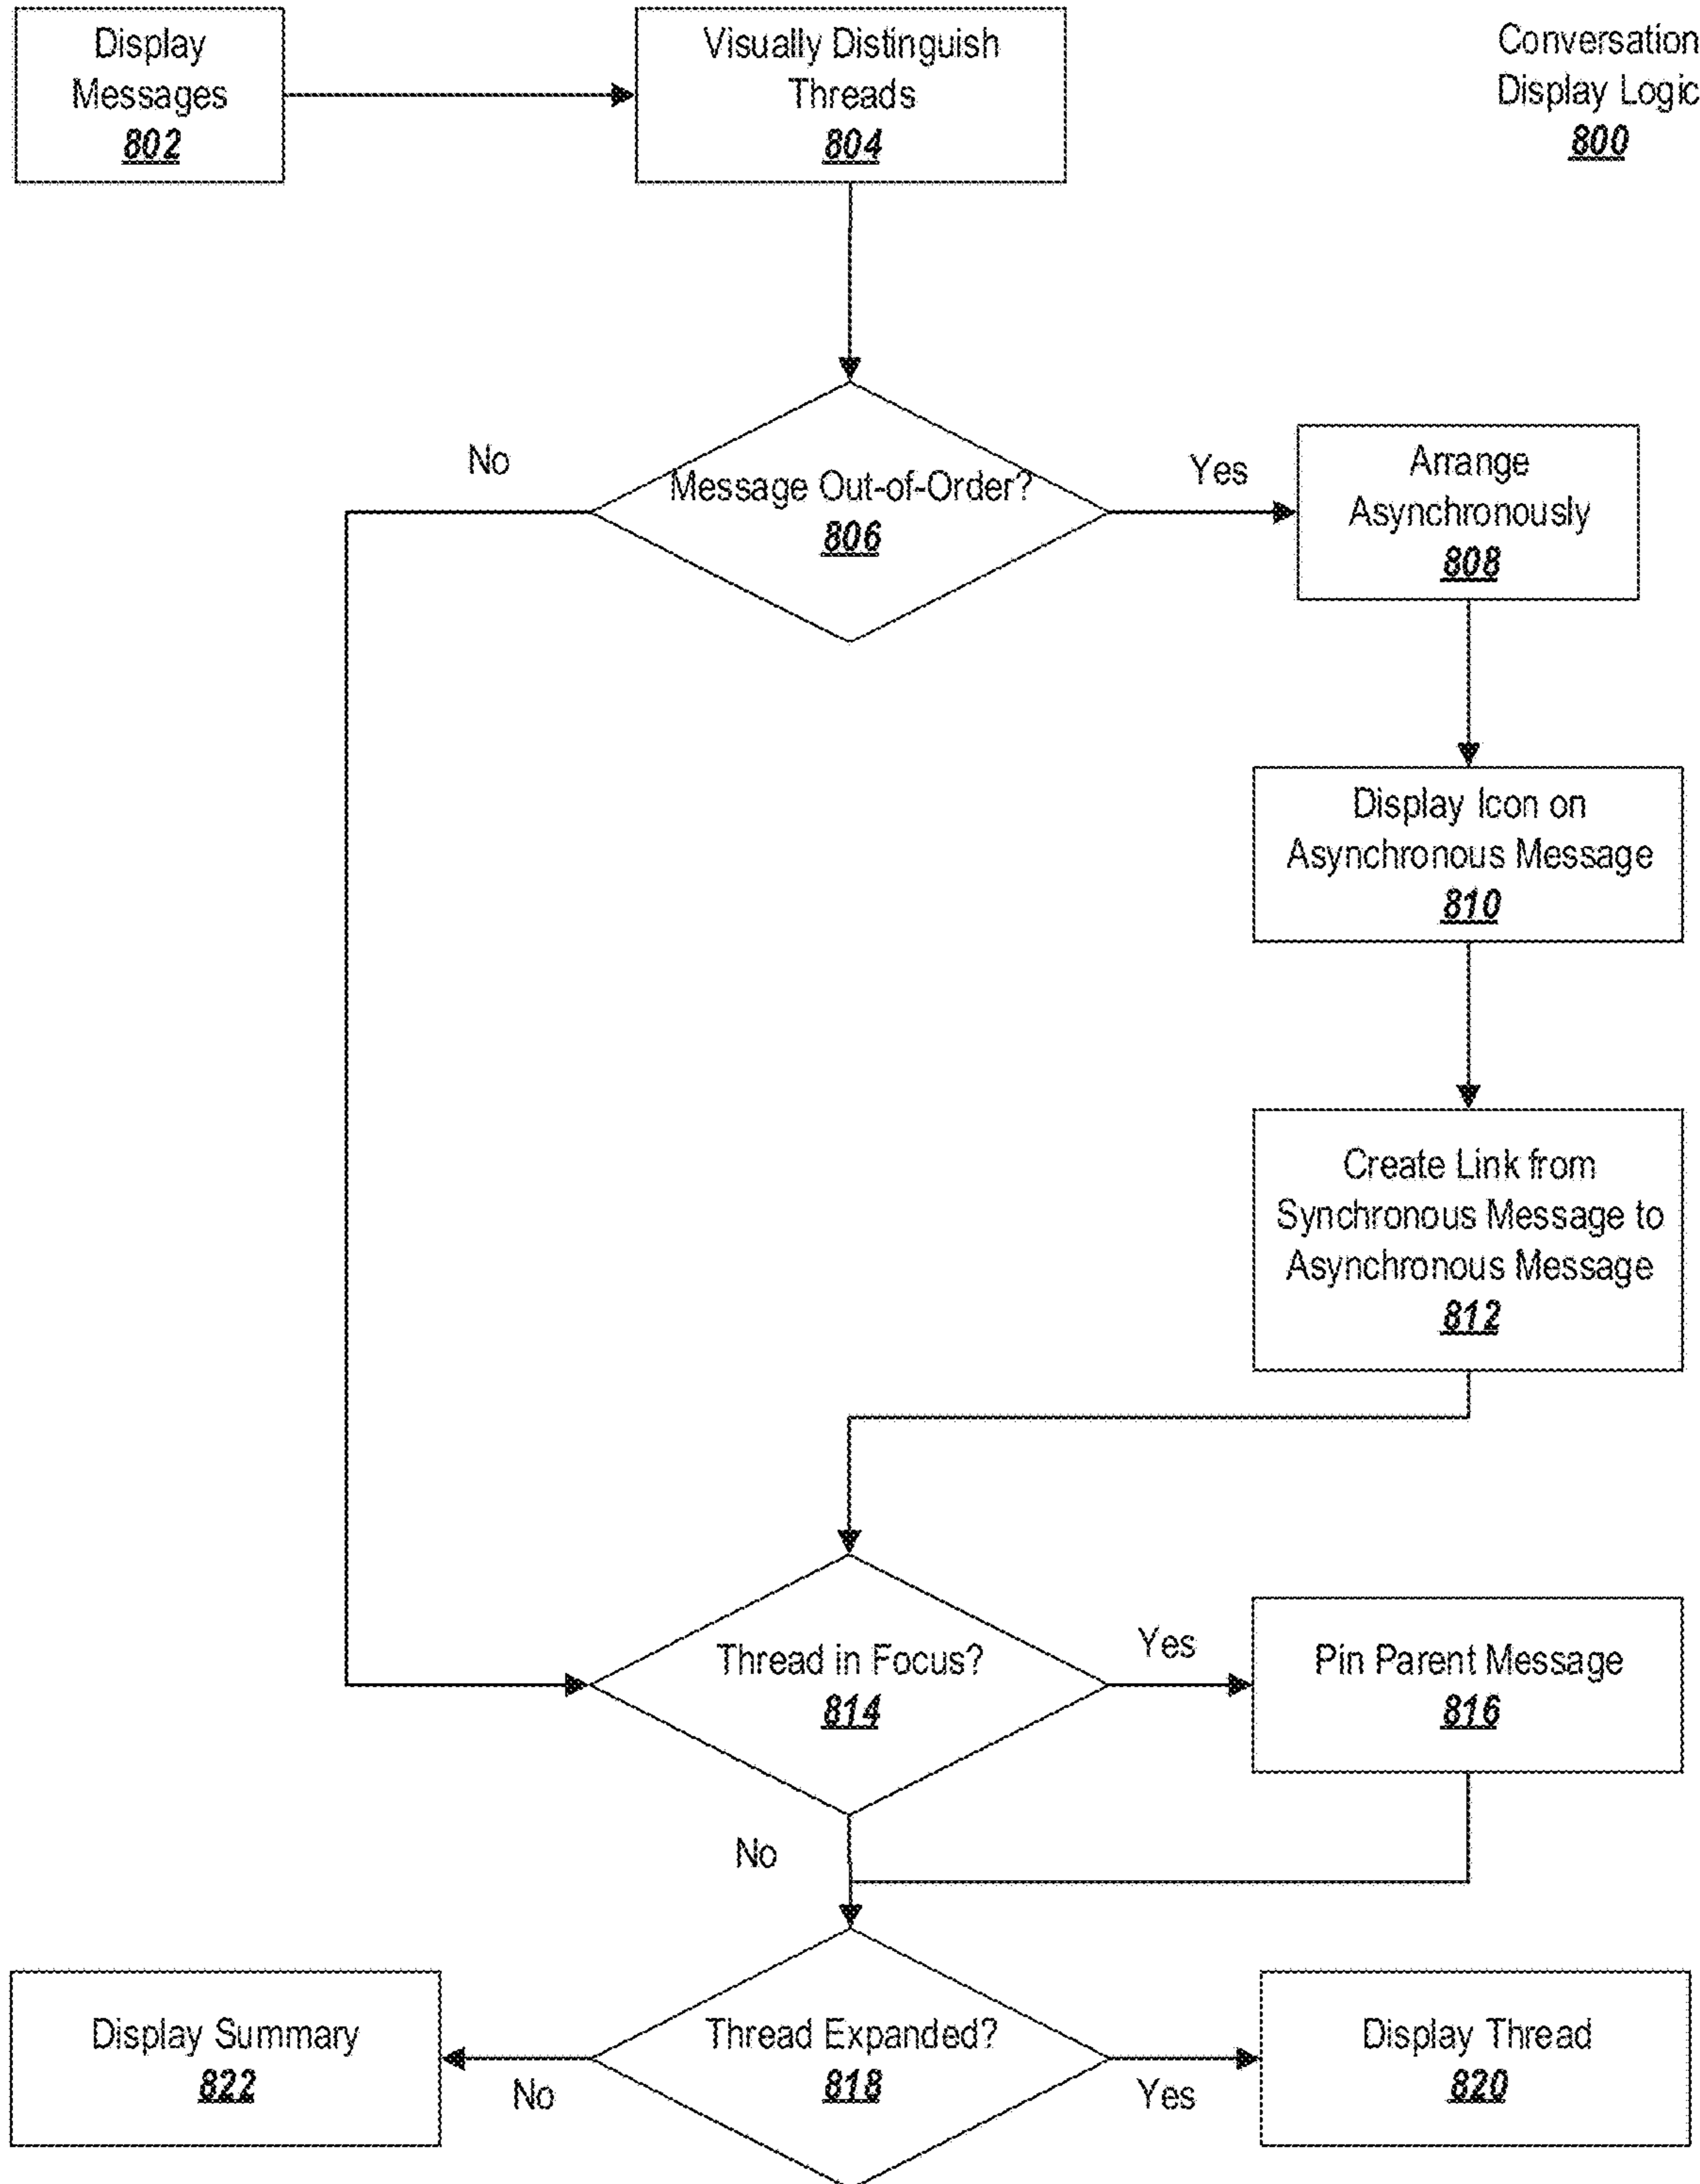 Display
Messages
802
Visually Distinguish
Threads
804
Conversation
Display Logic
800
No
Message Out-of-Order?
806
Yes
Arrange
Asynchronously
808
Display Icon on
Asynchronous Message
810
Create Link from
Synchronous Message to
Asynchronous Message
812
Thread in Focus?
814
Yes
Pin Parent Message
816
No
Display Summary
822
No
Thread Expanded?
818
Yes
Display Thread
820